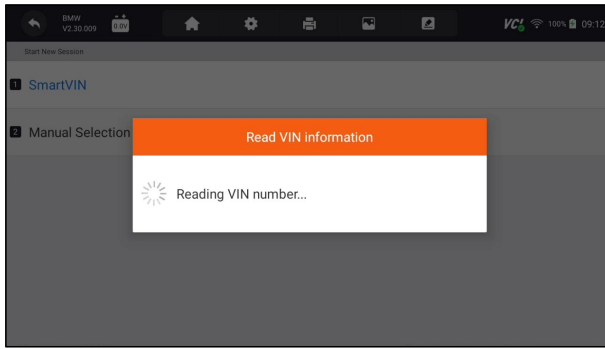 BMW
V2.30.009
0.0V
VCI
100%
09:12
Start New Session
1 SmartVIN
2 Manual Selection
Read VIN information
Reading VIN number...